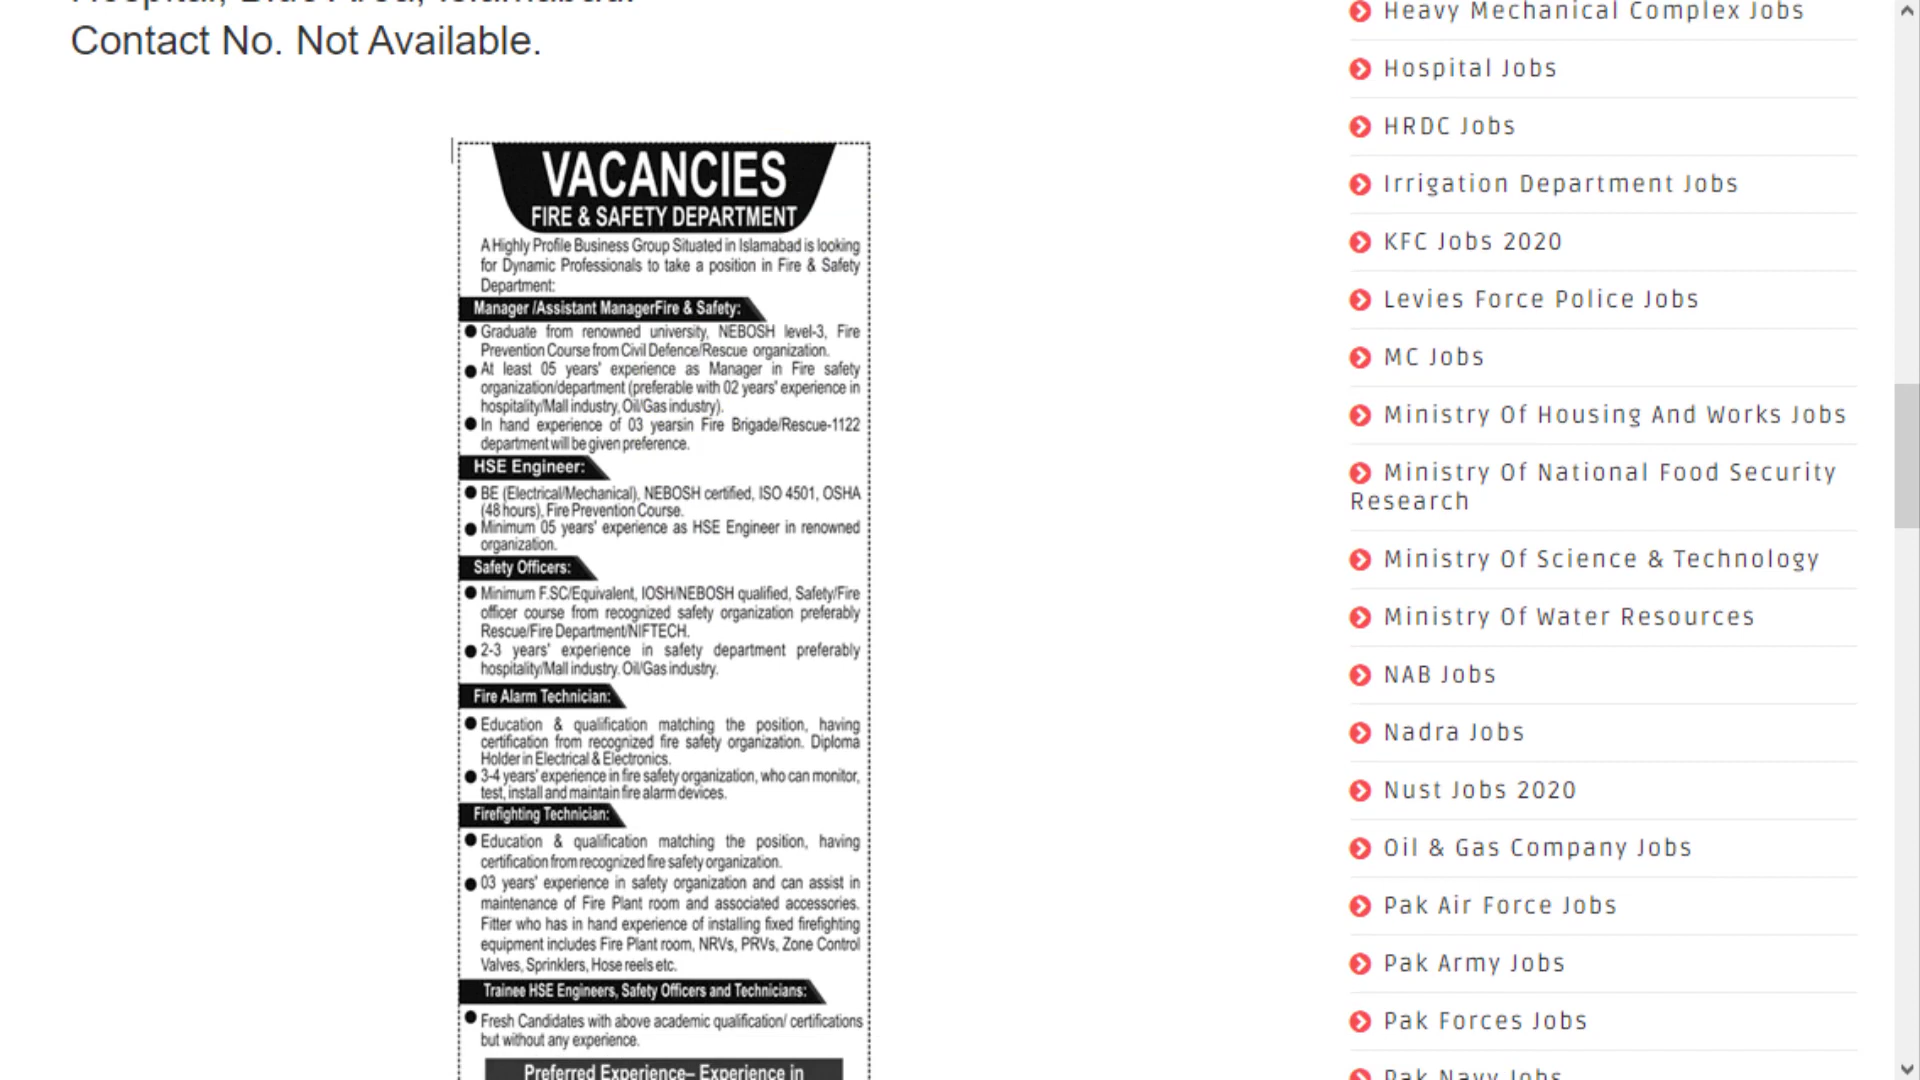 Hospital, Blue Area, Islamabad.
Contact No. Not Available.
VACANCIES
FIRE & SAFETY DEPARTMENT
A Highly Profile Business Group Situated in Islamabad is looking
for Dynamic Professionals to take a position in Fire & Safety
Department:
Manager /Assistant ManagerFire & Safety:
Graduate from renowned university, NEBOSH level-3, Fire
Prevention Course from Civil Defence/Rescue organization.
At least 05 years' experience as Manager in Fire safety
organization/department (preferable with 02 years' experience in
hospitality/Mall industry, Oil/Gas industry).
In hand experience of 03 yearsin Fire Brigade/Rescue-1122
department will be given preference.
HSE Engineer:
BE (Electrical/Mechanical), NEBOSH certified, ISO 4501, OSHA
(48 hours), Fire Prevention Course.
Minimum 05 years' experience as HSE Engineer in renowned
organization.
Safety Officers:
Minimum F.SC/Equivalent, IOSH/NEBOSH qualified, Safety/Fire
officer course from recognized safety organization preferably
Rescue/Fire Department/NIFTECH.
2-3 years' experience in safety department preferably
hospitality/Mall industry. Oil/Gas industry.
Fire Alarm Technician:
Education & qualification matching the position, having
certification from recognized fire safety organization. Diploma
Holder in Electrical & Electronics.
3-4 years' experience in fire safety organization, who can monitor,
test, install and maintain fire alarm devices.
Firefighting Technician:
Education & qualification matching the position, having
certification from recognized fire safety organization.
03 years' experience in safety organization and can assist in
maintenance of Fire Plant room and associated accessories.
Fitter who has in hand experience of installing fixed firefighting
equipment includes Fire Plant room, NRVs, PRVs, Zone Control
Valves, Sprinklers, Hose reels etc.
Trainee HSE Engineers, Safety Officers and Technicians:
Fresh Candidates with above academic qualification/ certifications
but without any experience.
Preferred Experience– Experience in
Heavy Mechanical Complex Jobs
Hospital Jobs
HRDC Jobs
Irrigation Department Jobs
KFC Jobs 2020
Levies Force Police Jobs
MC Jobs
Ministry Of Housing And Works Jobs
Ministry Of National Food Security
Research
Ministry Of Science & Technology
Ministry Of Water Resources
NAB Jobs
Nadra Jobs
Nust Jobs 2020
Oil & Gas Company Jobs
Pak Air Force Jobs
Pak Army Jobs
Pak Forces Jobs
Pak Navy Jobs